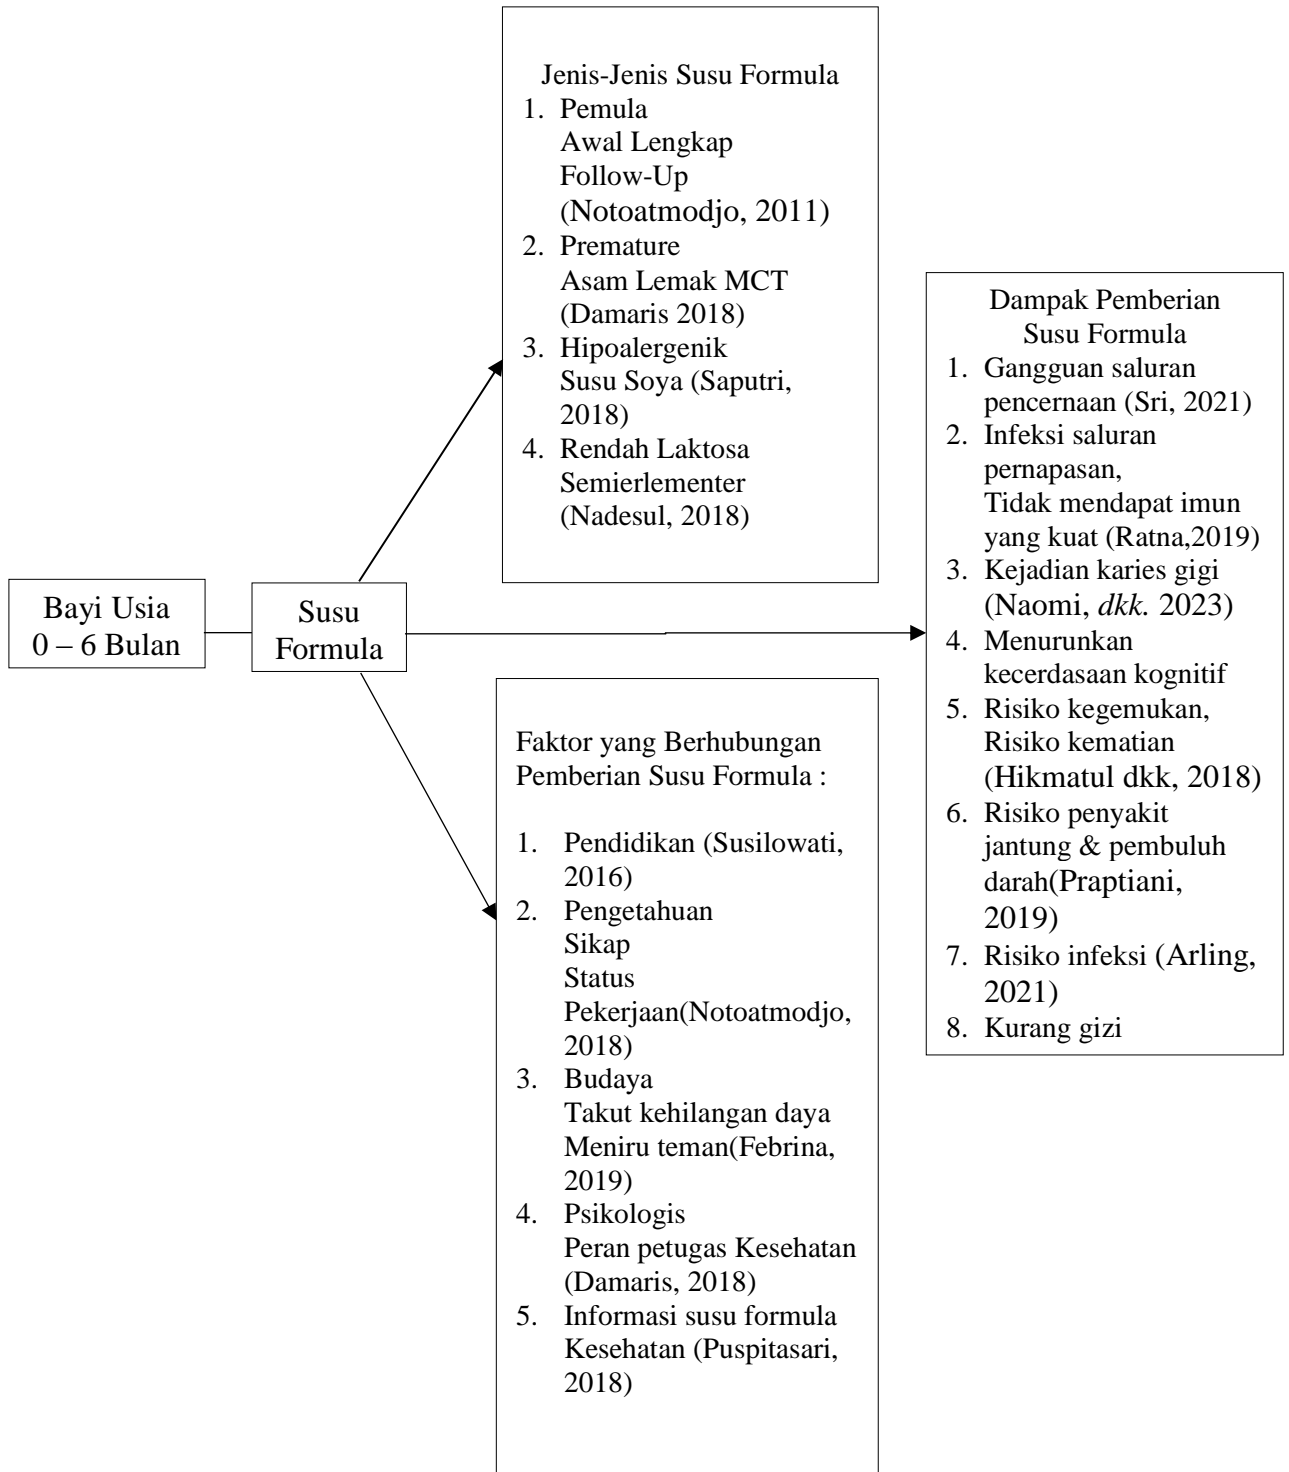 Jenis-Jenis Susu Formula
1. Pemula
Awal Lengkap
Follow-Up
(Notoatmodjo, 2011)
2. Premature
Asam Lemak MCT
(Damaris 2018)
3. Hipoalergenik
Susu Soya (Saputri,
2018)
4. Rendah Laktosa
Semierlementer
(Nadesul, 2018)
Bayi Usia
0 – 6 Bulan
Susu
Formula
Dampak Pemberian
Susu Formula
1. Gangguan saluran
pencernaan (Sri, 2021)
2. Infeksi saluran
pernapasan,
Tidak mendapat imun
yang kuat (Ratna,2019)
3. Kejadian karies gigi
(Naomi, dkk. 2023)
4. Menurunkan
kecerdasaan kognitif
5. Risiko kegemukan,
Risiko kematian
(Hikmatul dkk, 2018)
6. Risiko penyakit
jantung & pembuluh
darah(Praptiani,
2019)
7. Risiko infeksi (Arling,
2021)
8. Kurang gizi
Faktor yang Berhubungan
Pemberian Susu Formula :
1. Pendidikan (Susilowati,
2016)
2. Pengetahuan
Sikap
Status
Pekerjaan(Notoatmodjo,
2018)
3. Budaya
Takut kehilangan daya
Meniru teman(Febrina,
2019)
4. Psikologis
Peran petugas Kesehatan
(Damaris, 2018)
5. Informasi susu formula
Kesehatan (Puspitasari,
2018)